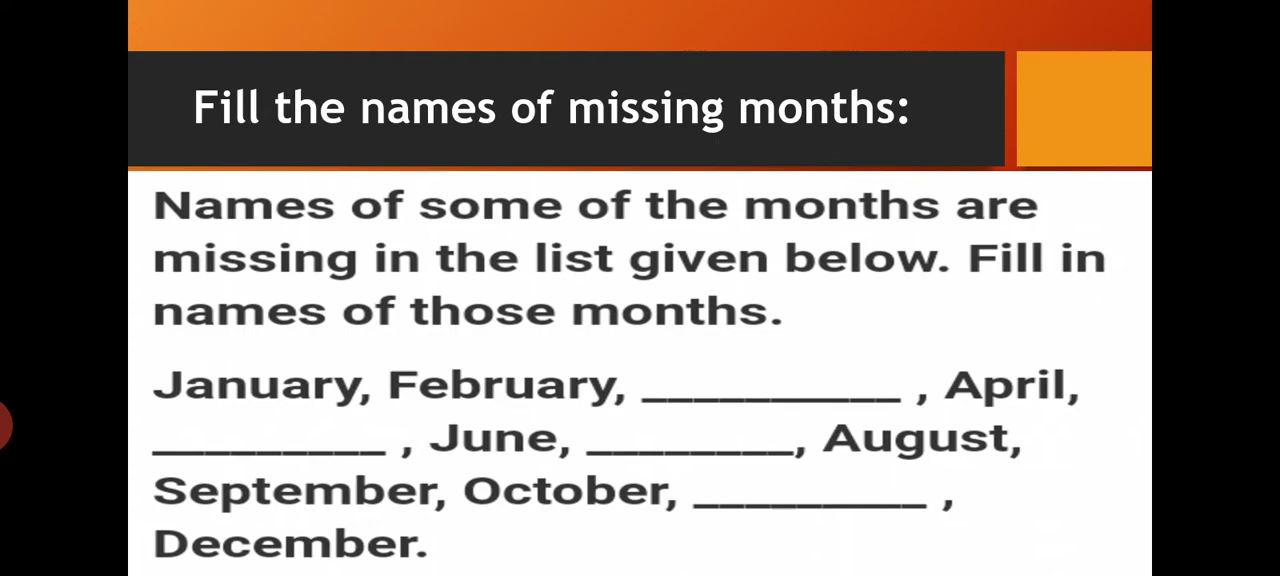 Fill the names of missing months:
Names of some of the months are
missing in the list given below. Fill in
names of those months.
January, February, __________ , April,
_________ , June, ________, August,
September, October, _________ ,
December.